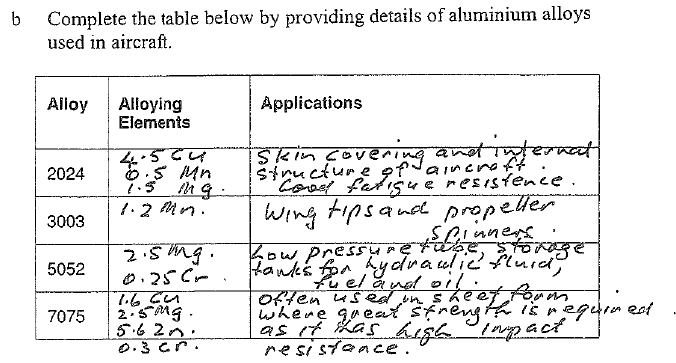 b Complete the table below by providing details of aluminium alloys
used in aircraft.
Alloy Alloying Elements Applications
2024
4.5 Cu
0.5 Mn
1.5 Mg.
Skin covering and internal
structure of aircraft.
Good fatigue resistence.
3003
1.2 Mn.
Wing tips and propeller
spinners.
5052
2.5 Mg.
0.25 Cr.
Low pressure tube, storage
tanks for hydraulic fluid,
fuel and oil.
7075
1.6 Cu
2.5 Mg.
5.6 Zn.
0.3 Cr.
Often used in sheet form
where great strength is required
as it has high impact
resistance.